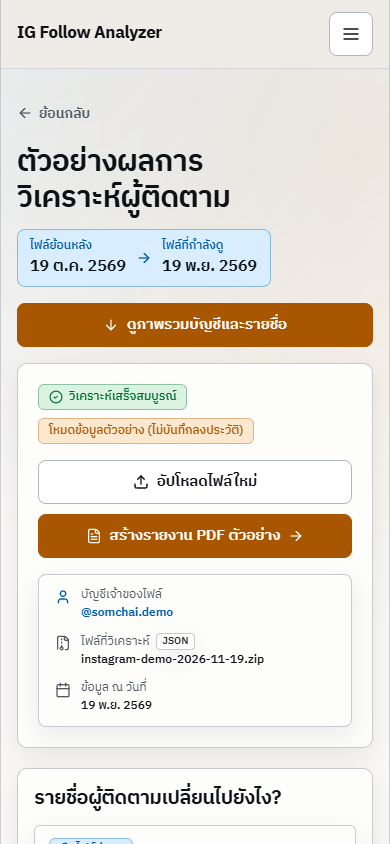 IG Follow Analyzer
ย้อนกลับ
ตัวอย่างผลการ
วิเคราะห์ผู้ติดตาม
ไฟล์ย้อนหลัง
19 ต.ค. 2569
ไฟล์ที่กำลังดู
19 พ.ย. 2569
ดูภาพรวมบัญชีและรายชื่อ
วิเคราะห์เสร็จสมบูรณ์
โหมดข้อมูลตัวอย่าง (ไม่บันทึกลงประวัติ)
อัปโหลดไฟล์ใหม่
สร้างรายงาน PDF ตัวอย่าง
บัญชีเจ้าของไฟล์
@somchai.demo
ไฟล์ที่วิเคราะห์ JSON
instagram-demo-2026-11-19.zip
ข้อมูล ณ วันที่
19 พ.ย. 2569
รายชื่อผู้ติดตามเปลี่ยนไปยังไง?